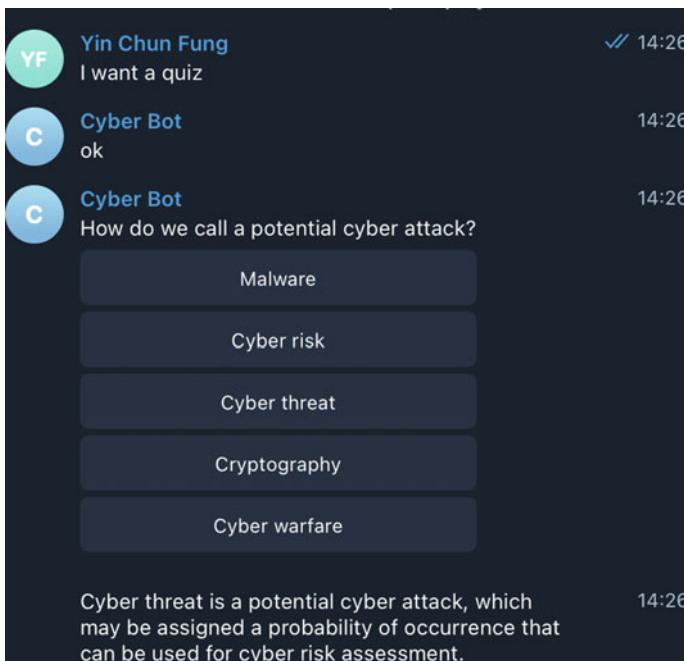 YF
Yin Chun Fung 14:26
I want a quiz
C
Cyber Bot 14:26
ok
C
Cyber Bot 14:26
How do we call a potential cyber attack?
Malware
Cyber risk
Cyber threat
Cryptography
Cyber warfare
Cyber threat is a potential cyber attack, which 14:26
may be assigned a probability of occurrence that
can be used for cyber risk assessment.